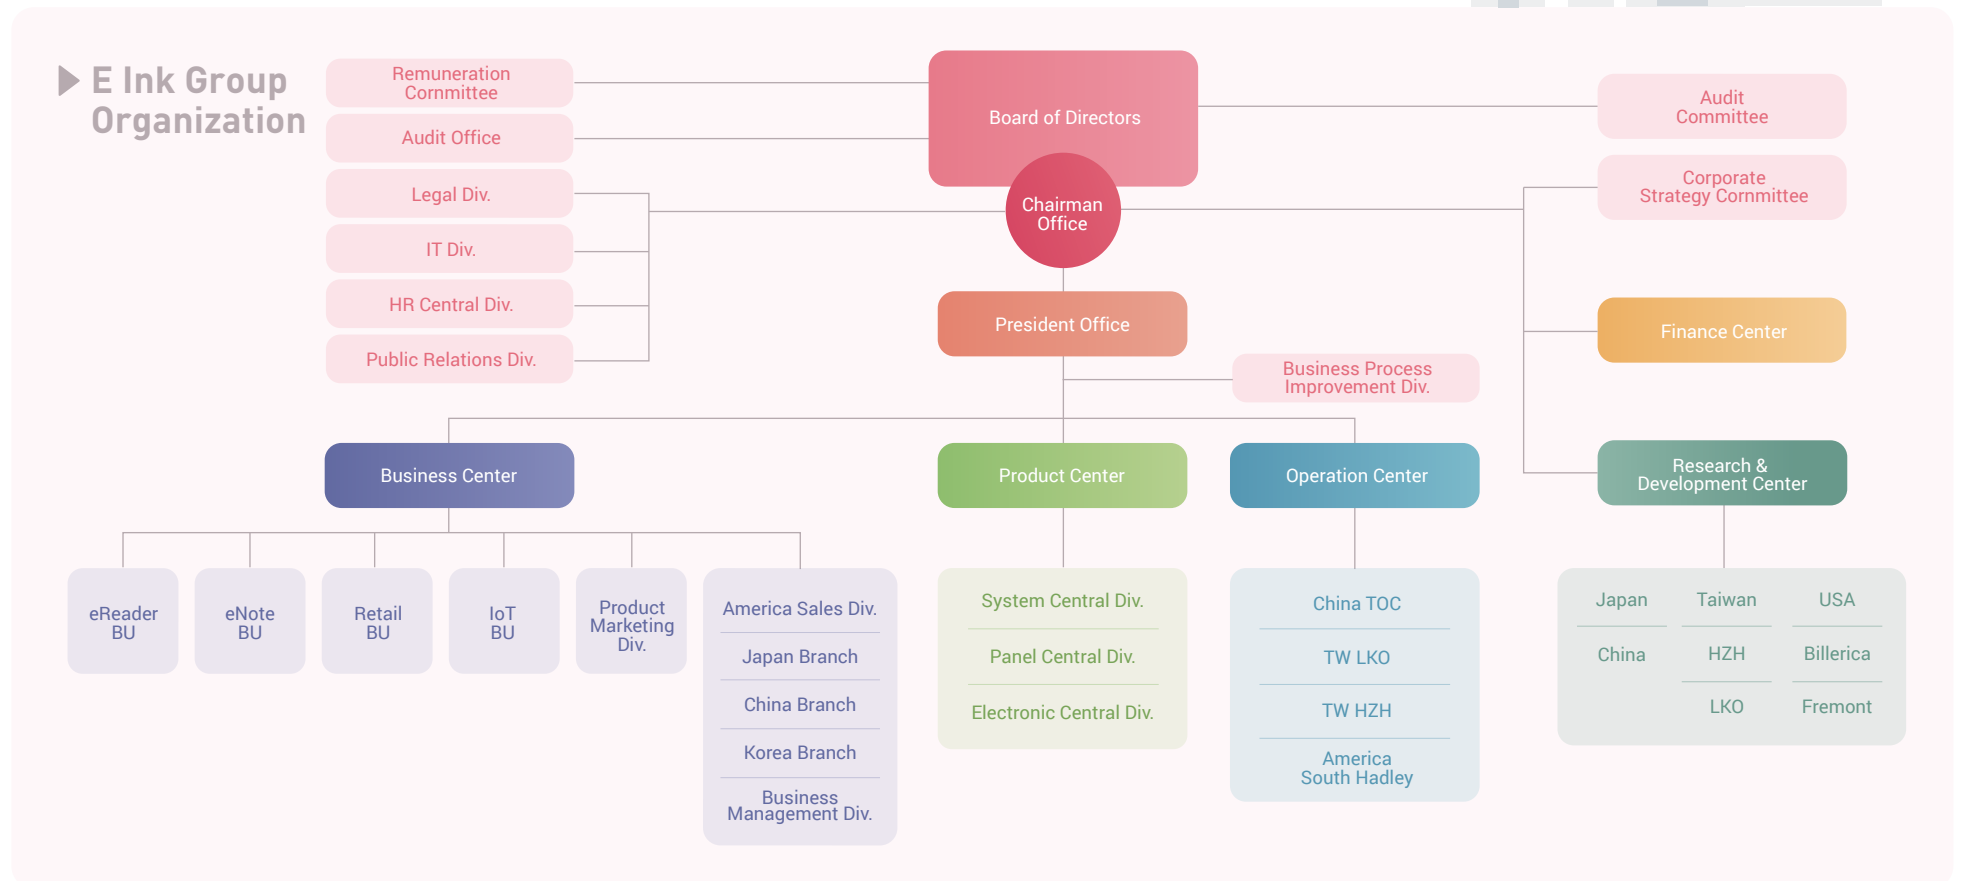 E Ink Group
Organization
Remuneration
Cornmittee
Audit Office
Legal Div.
IT Div.
HR Central Div.
Public Relations Div.
Board of Directors
Chairman
Office
President Office
Business Process
Improvement Div.
Audit
Committee
Corporate
Strategy Cornmittee
Finance Center
Research &
Development Center
Business Center
Product Center
Operation Center
eReader
BU
eNote
BU
Retail
BU
IoT
BU
Product
Marketing
Div.
America Sales Div.
Japan Branch
China Branch
Korea Branch
Business
Management Div.
System Central Div.
Panel Central Div.
Electronic Central Div.
China TOC
TW LKO
TW HZH
America
South Hadley
Japan
China
Taiwan
HZH
LKO
USA
Billerica
Fremont